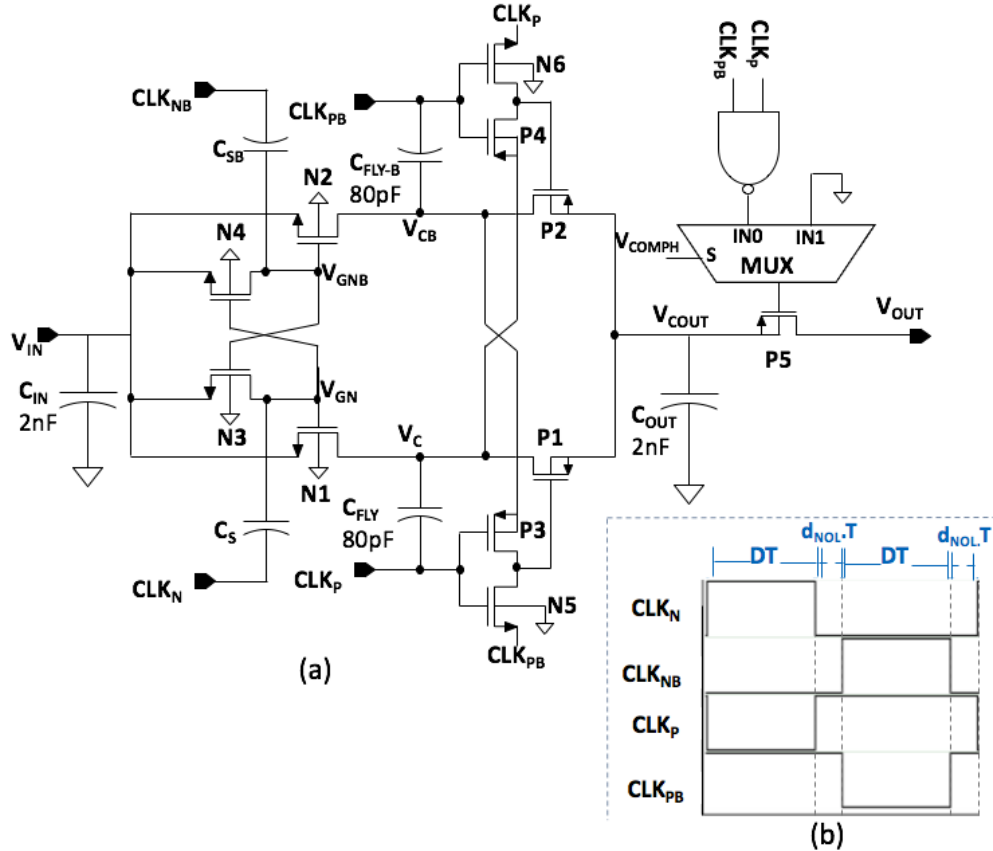 CLKP
N6
CLKPB
CLKP
CLKNB
CLKPB
P4
CSB
CFLY-B
80pF
N2
N4
VCB
P2
VCOMPH
S
IN0
IN1
MUX
VGNB
VIN
VCOUT
VOUT
P5
CIN
2nF
N3
VGN
N1
VC
P1
COUT
2nF
CS
CFLY
80pF
P3
CLKN
CLKP
N5
CLKPB
(a)
DT
dNOL.T
DT
dNOL.T
CLKN
CLKNB
CLKP
CLKPB
(b)